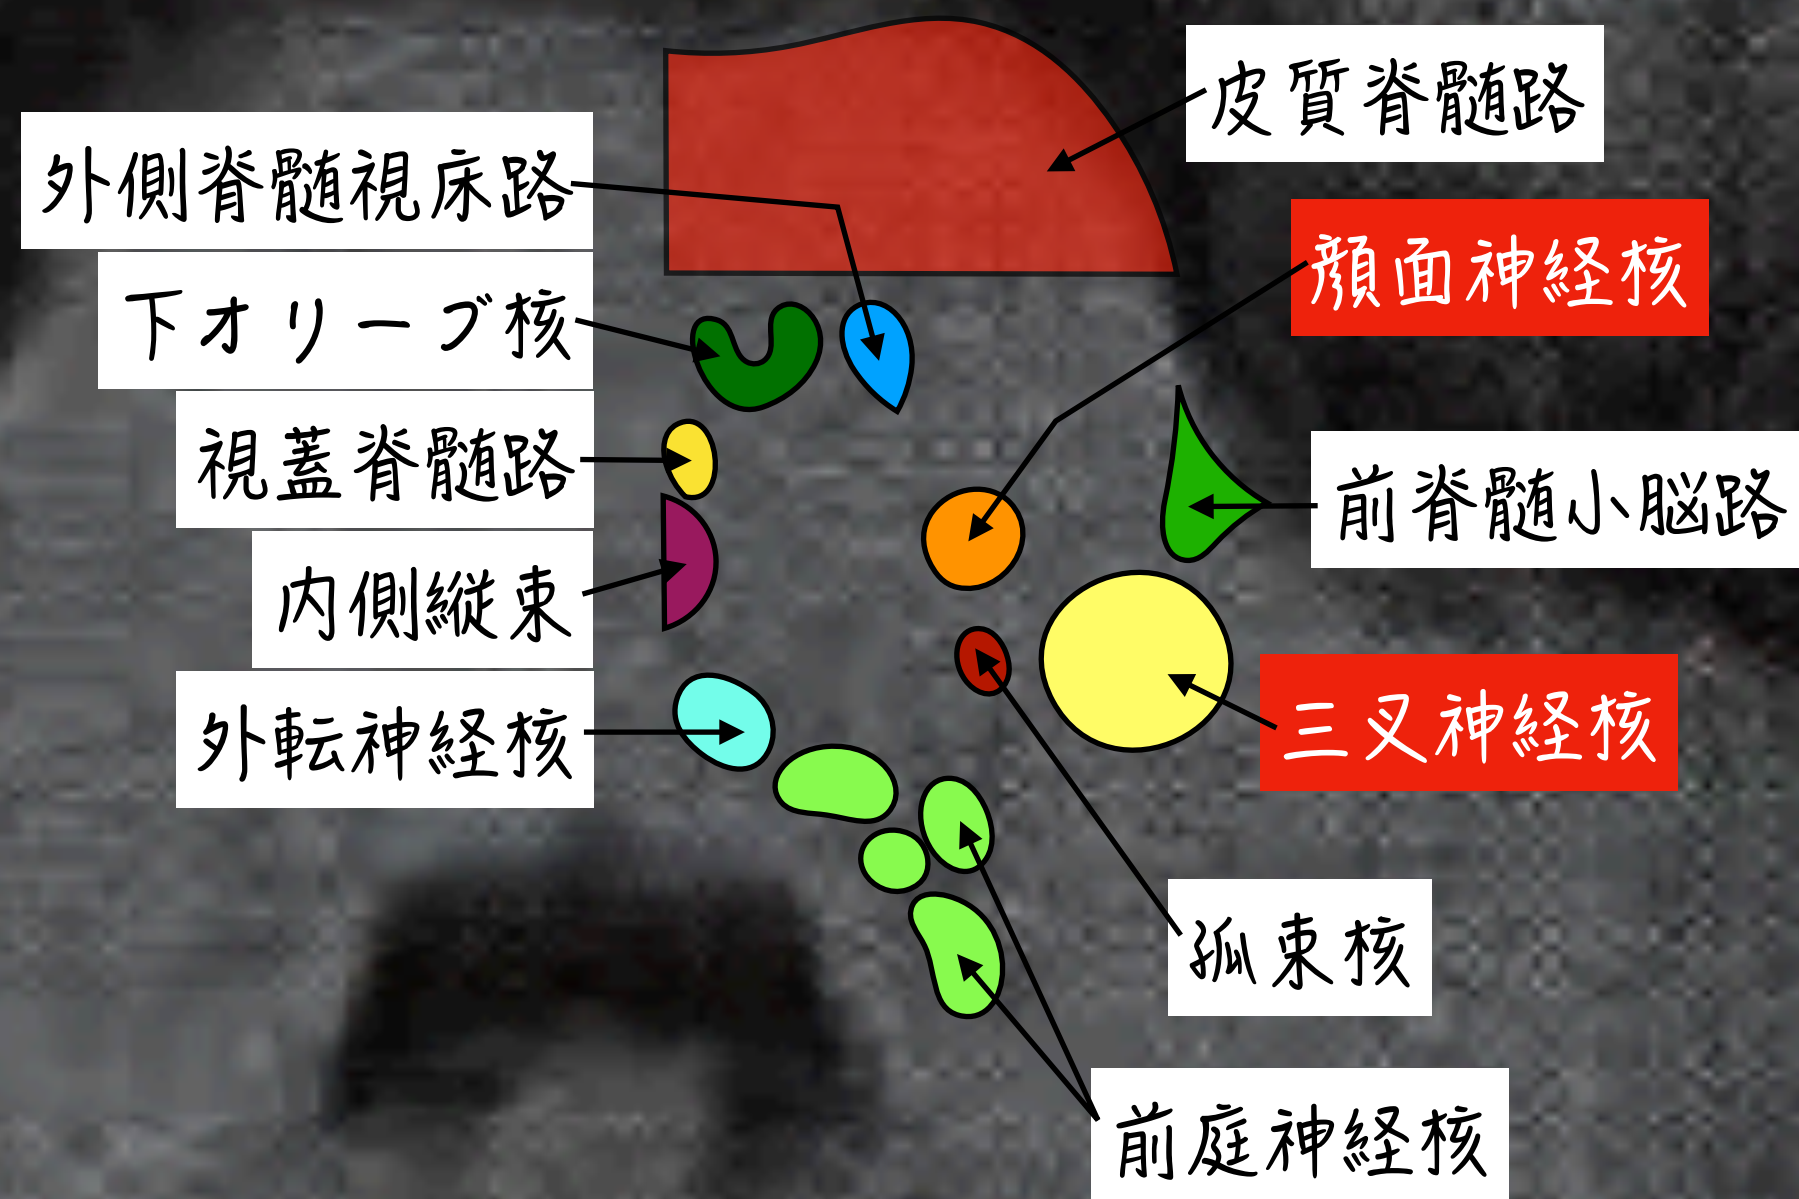 皮質脊髄路
外側脊髄視床路
顔面神経核
下オリーブ核
視蓋脊髄路
前脊髄小脳路
内側縦束
三叉神経核
外転神経核
孤束核
前庭神経核